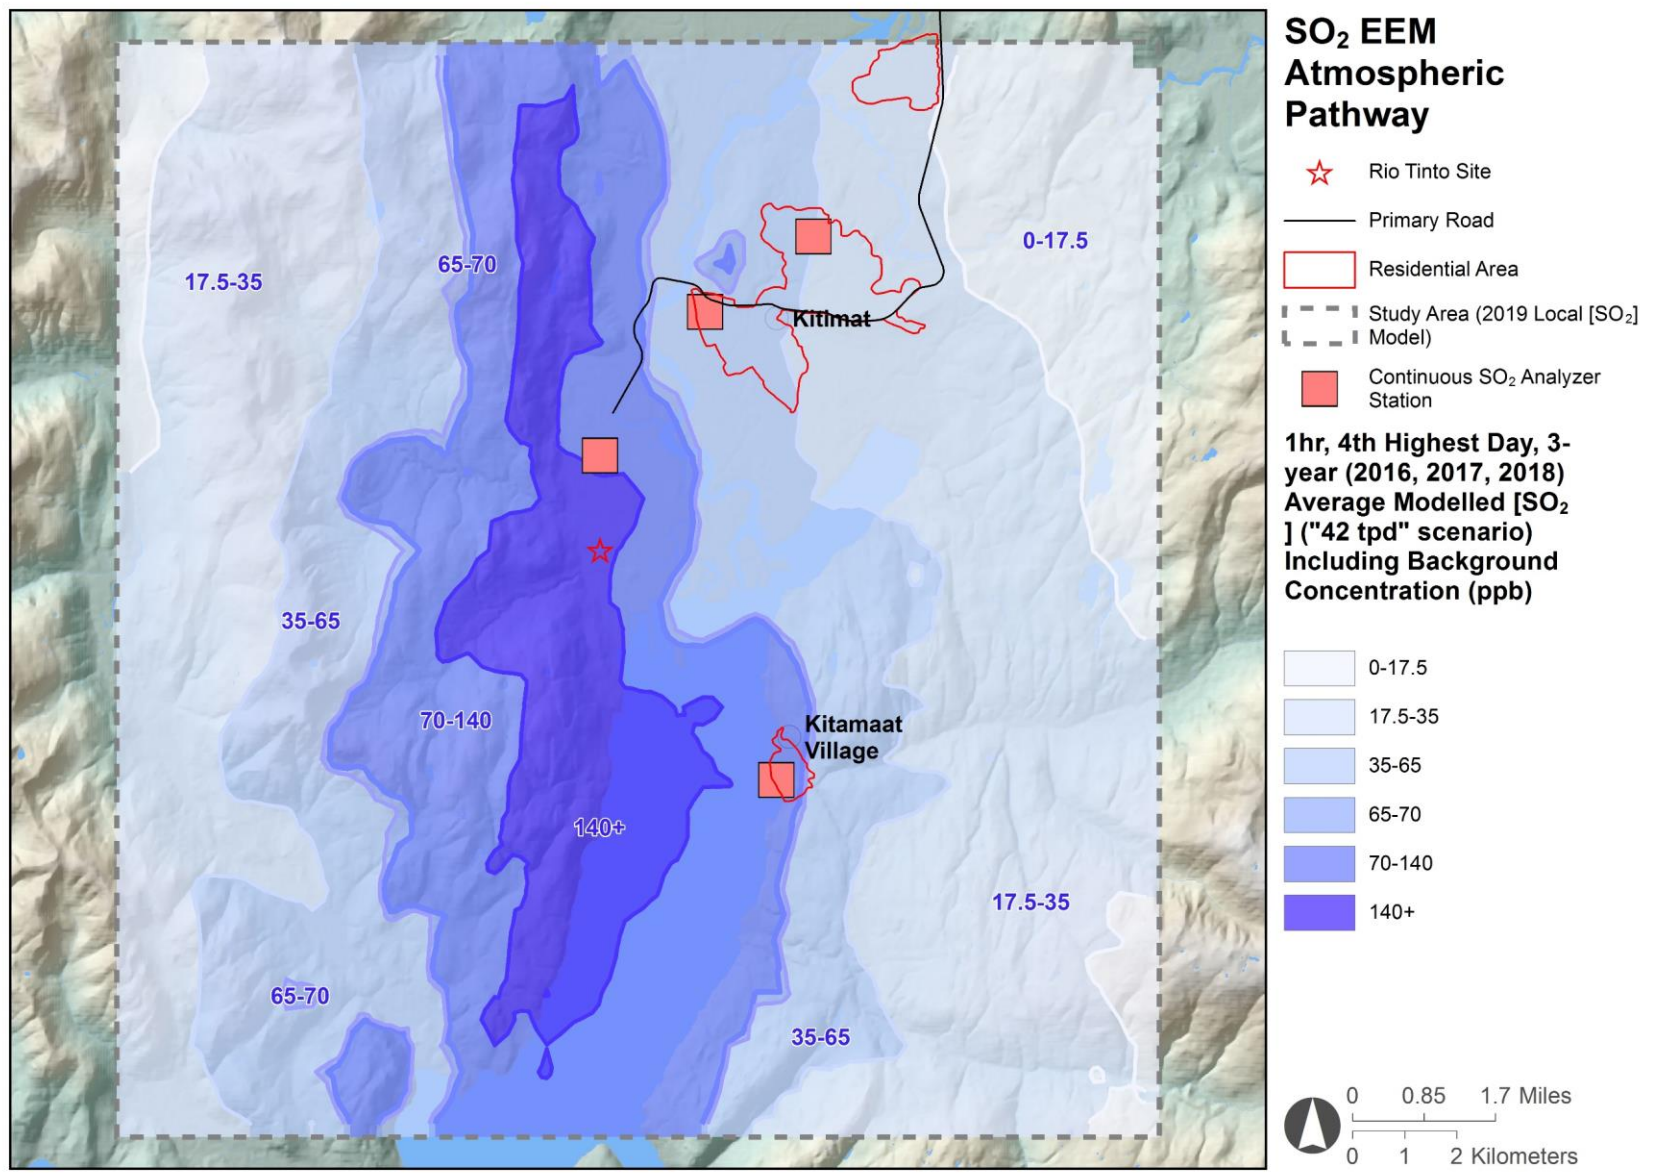 SO₂ EEM
Atmospheric
Pathway
Rio Tinto Site
Primary Road
Residential Area
Study Area (2019 Local [SO₂]
Model)
Continuous SO₂ Analyzer
Station
1hr, 4th Highest Day, 3-
year (2016, 2017, 2018)
Average Modelled [SO₂
] ("42 tpd" scenario)
Including Background
Concentration (ppb)
0-17.5
17.5-35
35-65
65-70
70-140
140+
0 0.85 1.7 Miles
0 1 2 Kilometers
0-17.5
65-70
17.5-35
Kitimat
35-65
70-140
Kitamaat
Village
140+
17.5-35
65-70
35-65